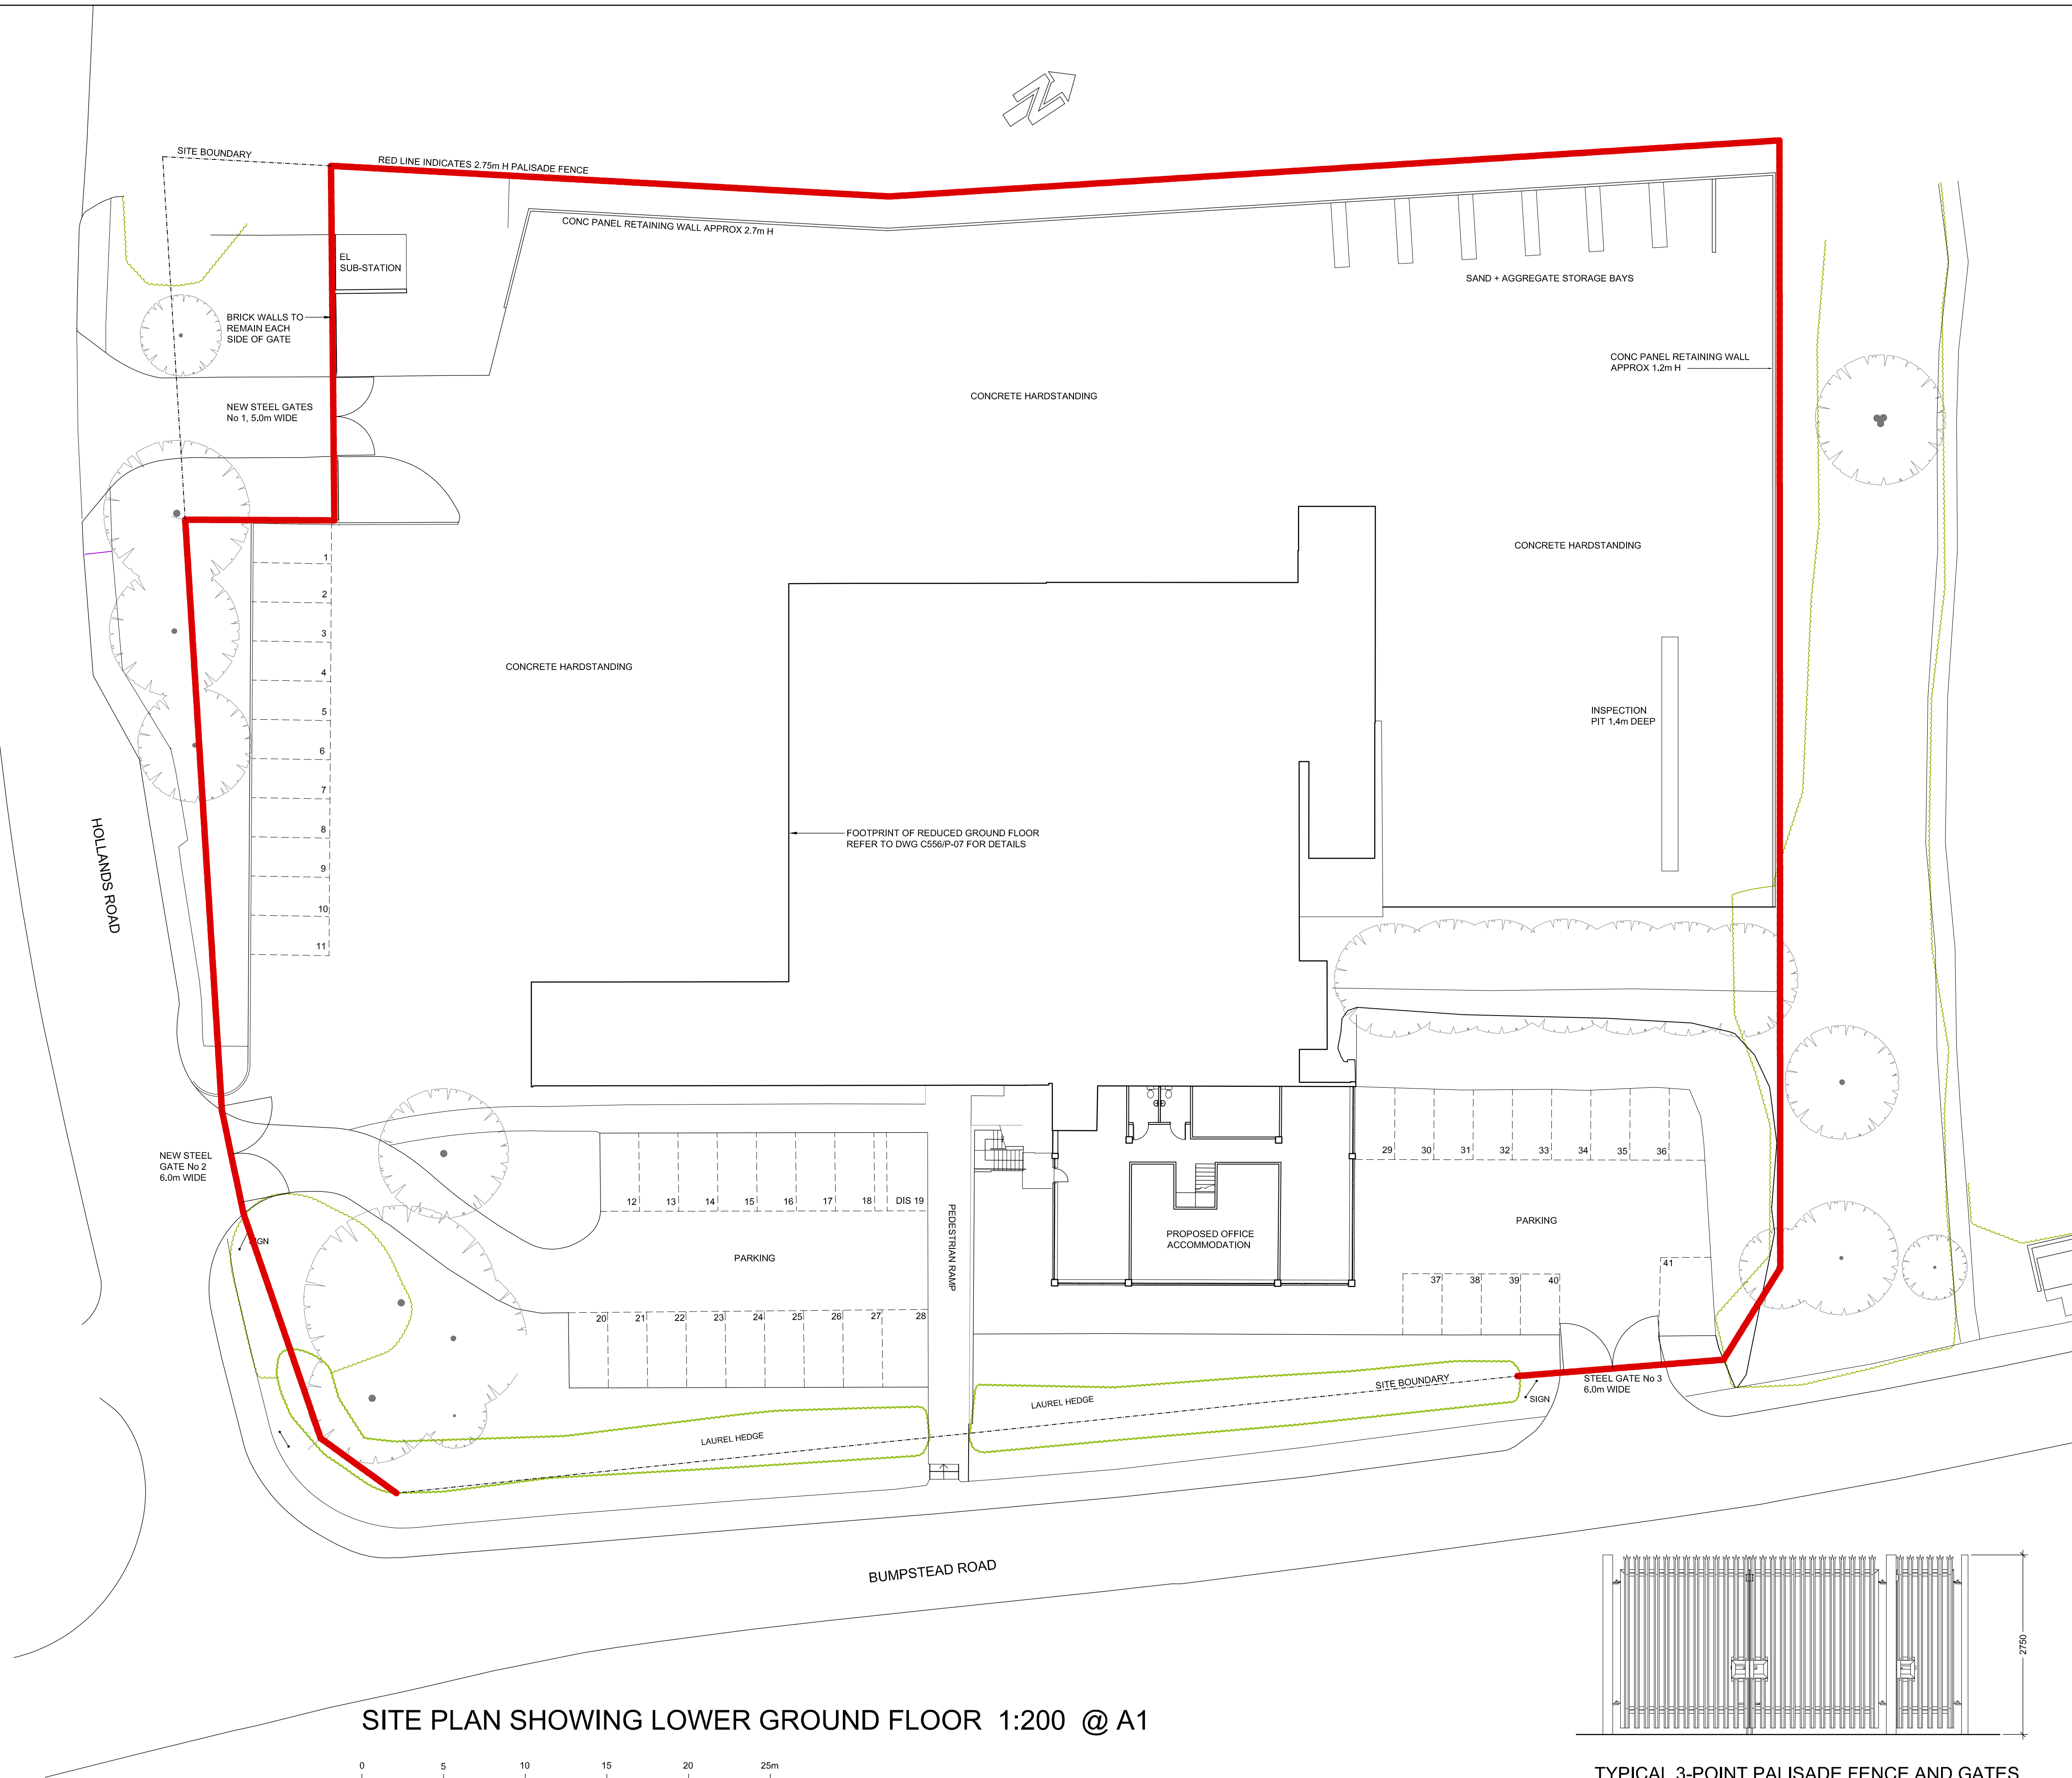 N
SITE BOUNDARY
RED LINE INDICATES 2.75m H PALISADE FENCE
CONC PANEL RETAINING WALL APPROX 2.7m H
EL
SUB-STATION
SAND + AGGREGATE STORAGE BAYS
BRICK WALLS TO
REMAIN EACH
SIDE OF GATE
CONC PANEL RETAINING WALL
APPROX 1.2m H
CONCRETE HARDSTANDING
NEW STEEL GATES
No 1, 5.0m WIDE
CONCRETE HARDSTANDING
1
2
3
4
5
6
7
8
9
10
11
CONCRETE HARDSTANDING
INSPECTION
PIT 1.4m DEEP
FOOTPRINT OF REDUCED GROUND FLOOR
REFER TO DWG C556/P-07 FOR DETAILS
HOLLANDS ROAD
NEW STEEL
GATE No 2
6.0m WIDE
SIGN
12
13
14
15
16
17
18
DIS 19
PEDESTRIAN RAMP
PARKING
20
21
22
23
24
25
26
27
28
PROPOSED OFFICE
ACCOMMODATION
29
30
31
32
33
34
35
36
PARKING
37
38
39
40
41
STEEL GATE No 3
6.0m WIDE
SIGN
SITE BOUNDARY
LAUREL HEDGE
LAUREL HEDGE
BUMPSTEAD ROAD
2750
SITE PLAN SHOWING LOWER GROUND FLOOR 1:200 @ A1
0
5
10
15
20
25m
TYPICAL 3-POINT PALISADE FENCE AND GATES